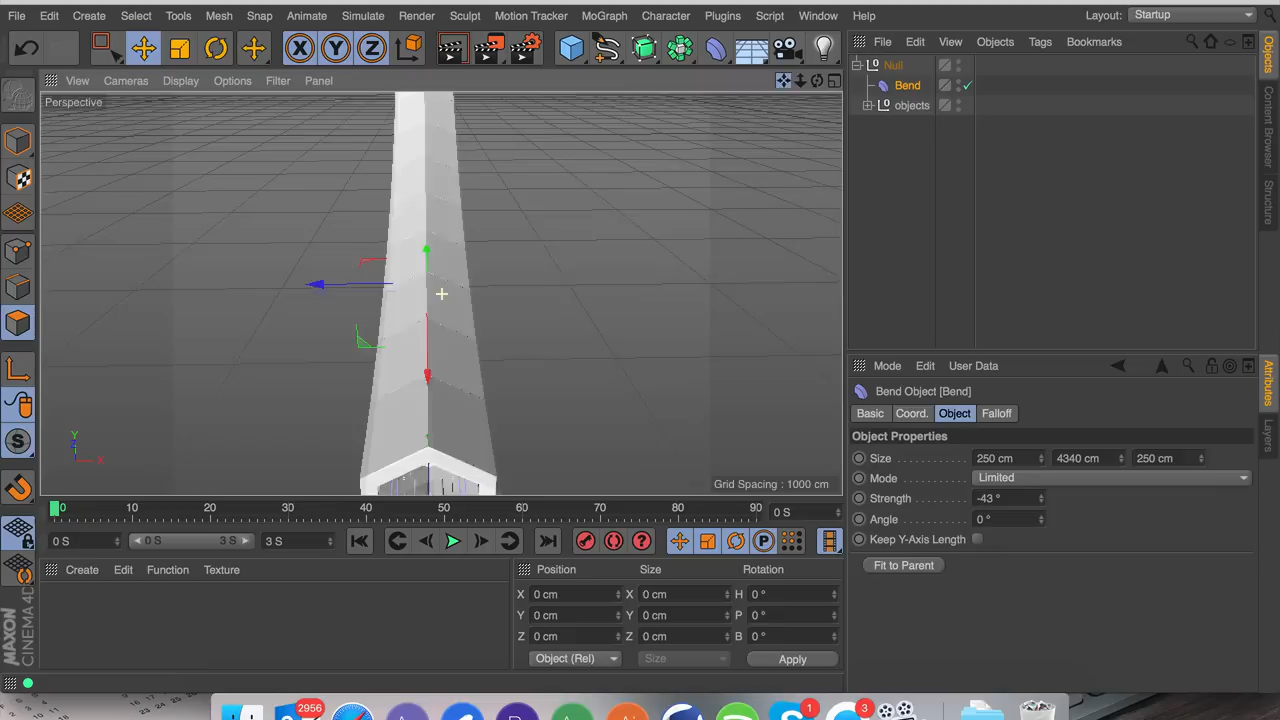 File Edit Create Select Tools Mesh Snap Animate Simulate Render Sculpt Motion Tracker MoGraph Character Plugins Script Window Help Layout: Startup
X Y Z
File Edit View Objects Tags Bookmarks
View Cameras Display Options Filter Panel
Perspective
Null
Bend
objects
Objects
Content Browser
Structure
Y
X
Grid Spacing : 1000 cm
Mode Edit User Data
Bend Object [Bend]
Basic Coord. Object Falloff
Object Properties
Size 250 cm 4340 cm 250 cm
Mode Limited
Strength -43 °
Angle 0 °
Keep Y-Axis Length
Fit to Parent
Attributes
Layers
0 10 20 30 40 50 60 70 80 90 0 S
0 S 0 S 3 S 3 S
Create Edit Function Texture
Position Size Rotation
X 0 cm X 0 cm H 0 °
Y 0 cm Y 0 cm P 0 °
Z 0 cm Z 0 cm B 0 °
Object (Rel) Size Apply
MAXON
CINEMA 4D
2956
1
3